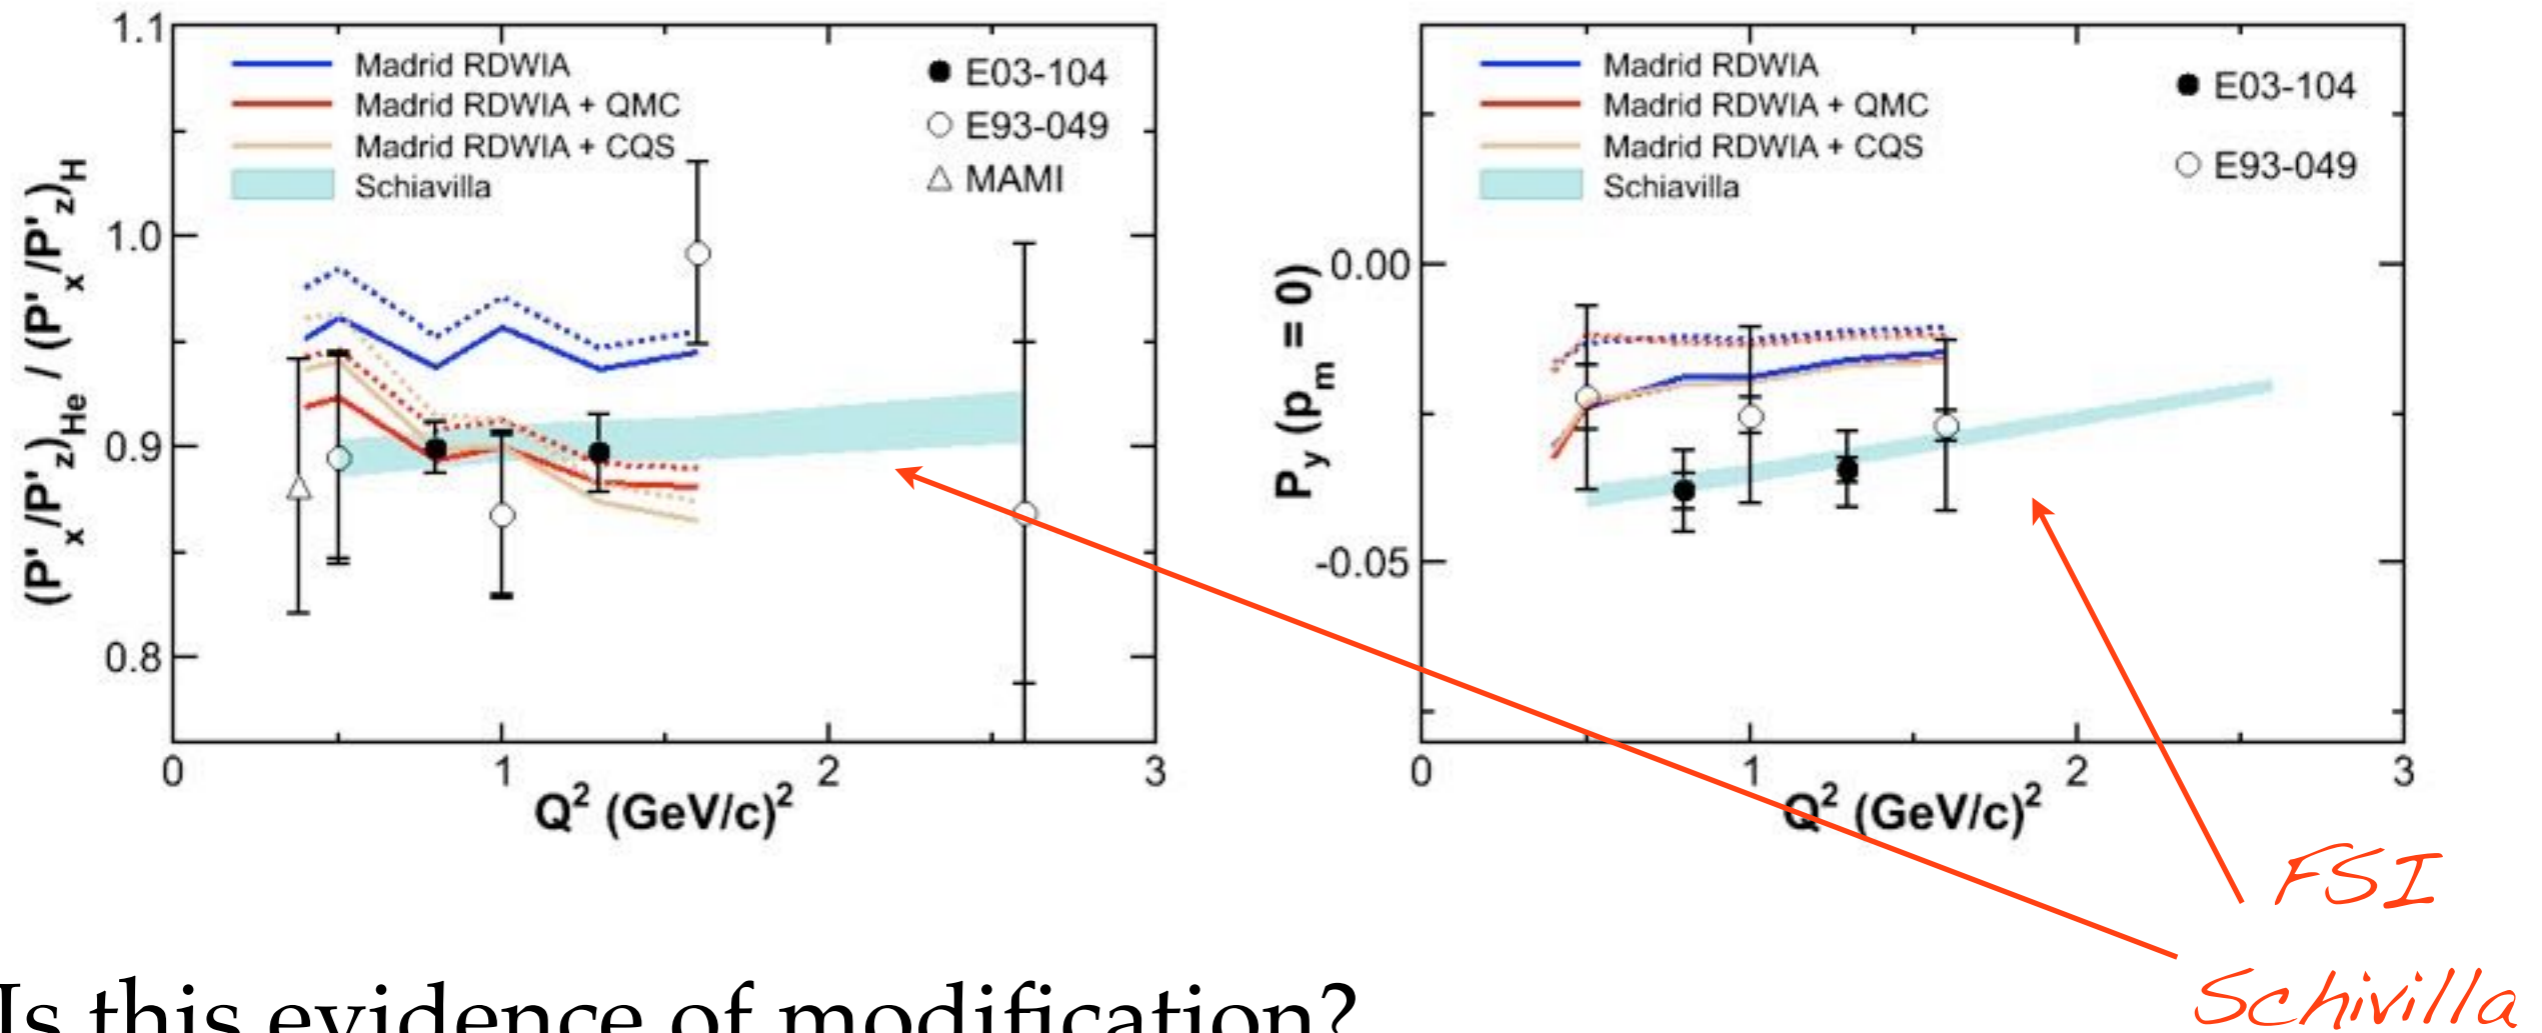 1.1
Madrid RDWIA
Madrid RDWIA + QMC
Madrid RDWIA + CQS
Schiavilla
E03-104
E93-049
MAMI
1.0
0.9
0.8
(P'x/P'z)He / (P'x/P'z)H
0 1 2 3
Q² (GeV/c)²
Madrid RDWIA
Madrid RDWIA + QMC
Madrid RDWIA + CQS
Schiavilla
E03-104
E93-049
0.00
-0.05
Py (pm = 0)
0 1 2 3
Q² (GeV/c)²
FSI
Schivilla
Is this evidence of modification?